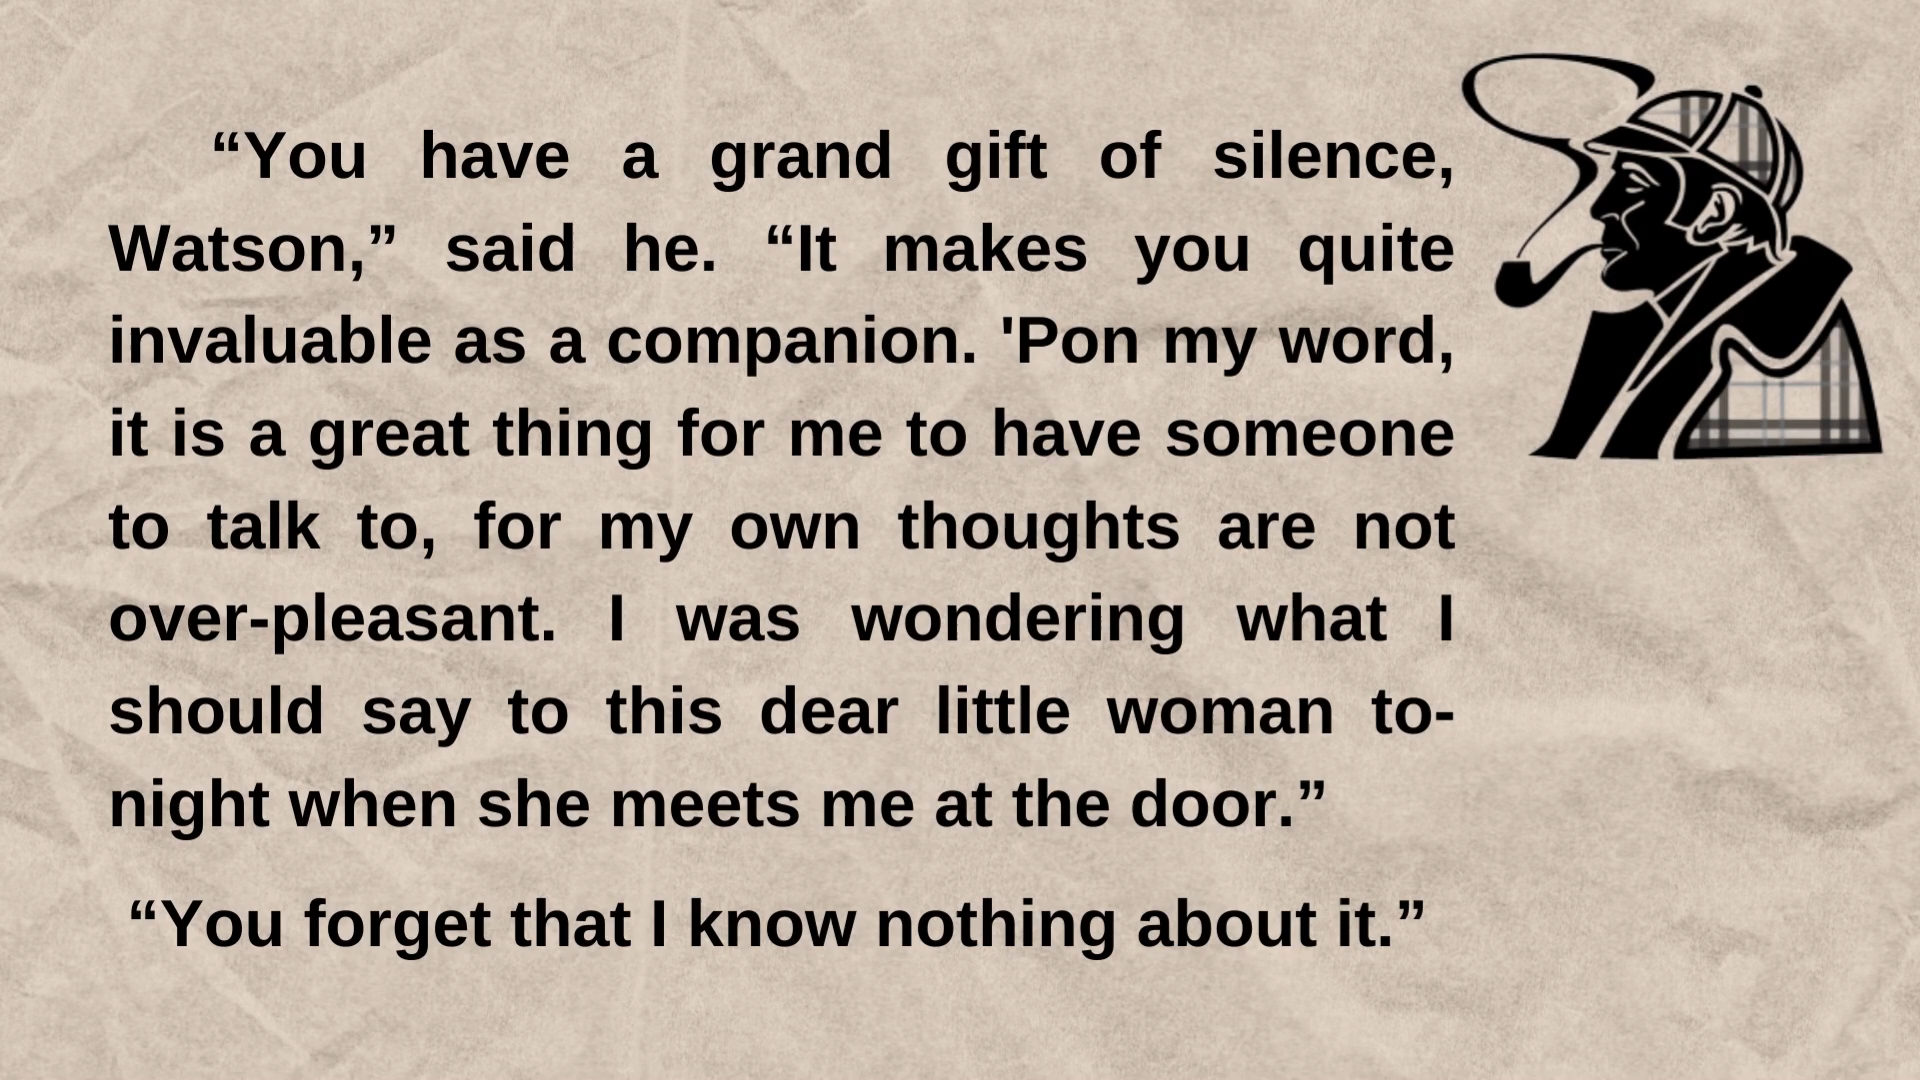 “You have a grand gift of silence,
Watson,” said he. “It makes you quite
invaluable as a companion. 'Pon my word,
it is a great thing for me to have someone
to talk to, for my own thoughts are not
over-pleasant. I was wondering what I
should say to this dear little woman to-
night when she meets me at the door.”
“You forget that I know nothing about it.”